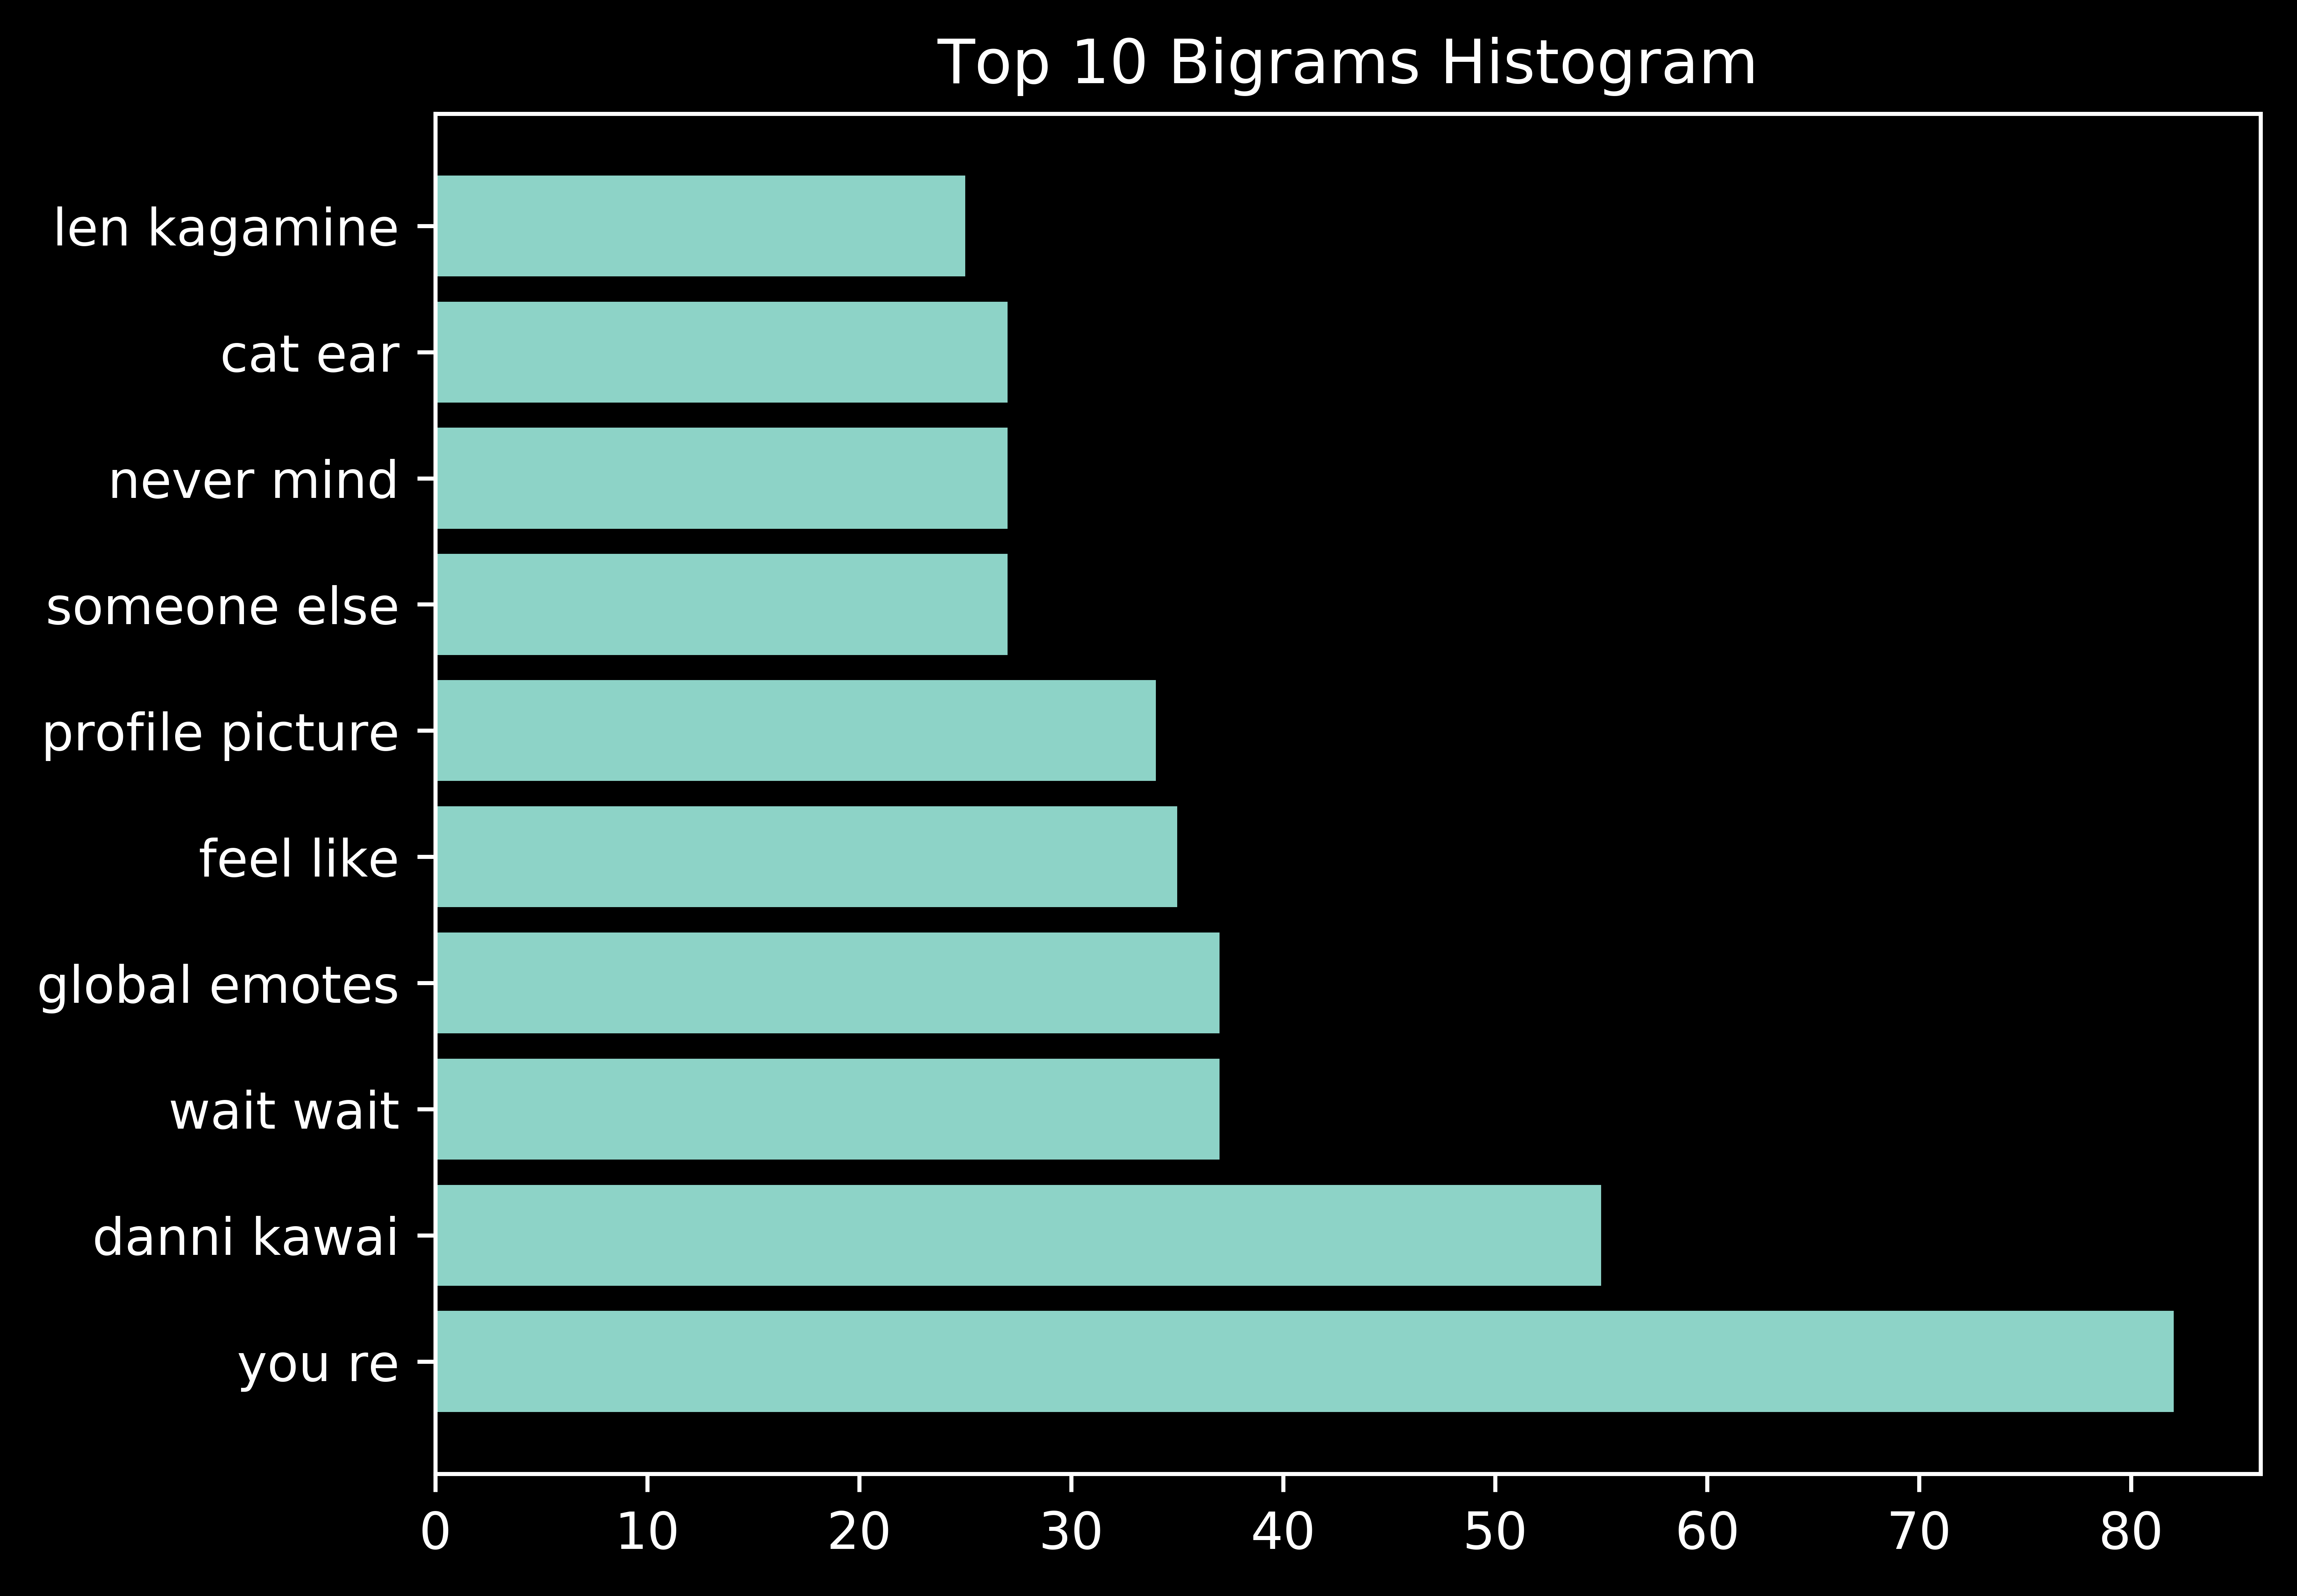 Top 10 Bigrams Histogram
len kagamine
cat ear
never mind
someone else
profile picture
feel like
global emotes
wait wait
danni kawai
you re
0 10 20 30 40 50 60 70 80